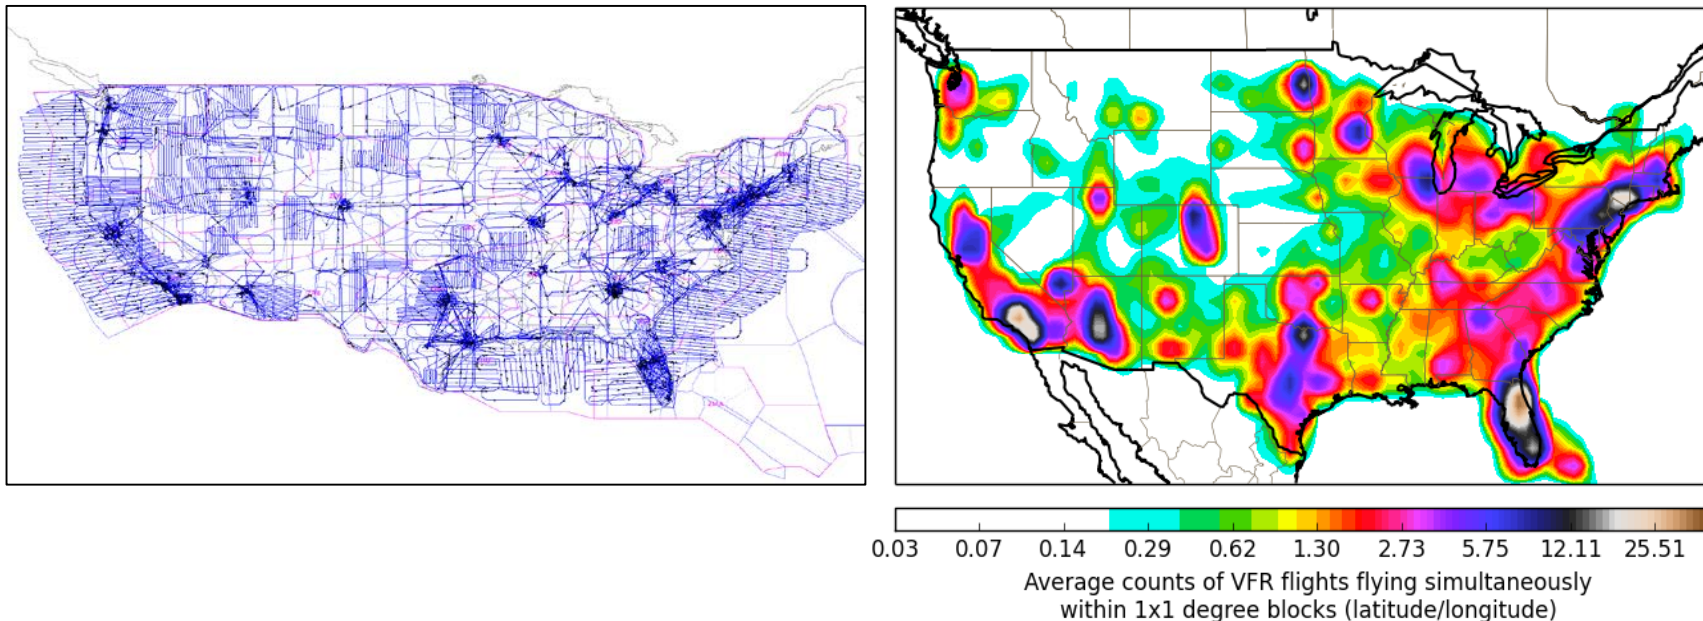 0.03 0.07 0.14 0.29 0.62 1.30 2.73 5.75 12.11 25.51
Average counts of VFR flights flying simultaneously
within 1x1 degree blocks (latitude/longitude)